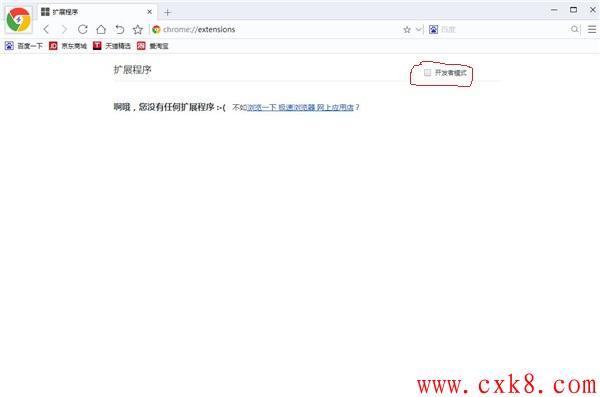 扩展程序
chrome://extensions
百度
百度一下 JD 京东商城 T 天猫精选 爱淘宝
扩展程序
开发者模式
啊哦，您没有任何扩展程序 :-( 不如浏览一下 极速浏览器 网上应用店？
www.cxk8.com